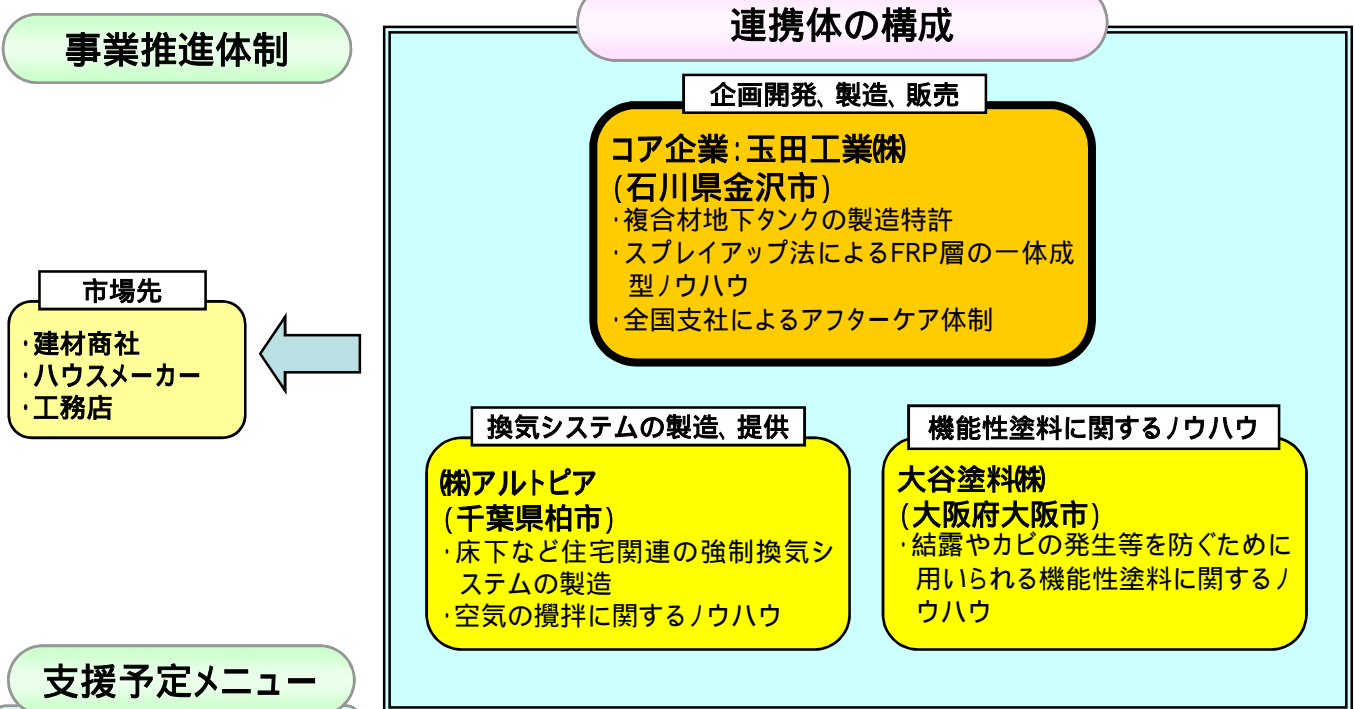 事業推進体制
連携体の構成
企画開発、製造、販売
コア企業:玉田工業㈱
(石川県金沢市)
・複合材地下タンクの製造特許
・スプレイアップ法によるFRP層の一体成
型ノウハウ
・全国支社によるアフターケア体制
市場先
・建材商社
・ハウスメーカー
・工務店
換気システムの製造、提供
㈱アルトピア
(千葉県柏市)
・床下など住宅関連の強制換気シ
ステムの製造
・空気の攪拌に関するノウハウ
機能性塗料に関するノウハウ
大谷塗料㈱
(大阪府大阪市)
・結露やカビの発生等を防ぐために
用いられる機能性塗料に関するノ
ウハウ
支援予定メニュー